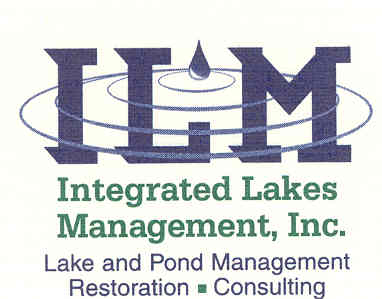 ILM
Integrated Lakes
Management, Inc.
Lake and Pond Management
Restoration ▪ Consulting